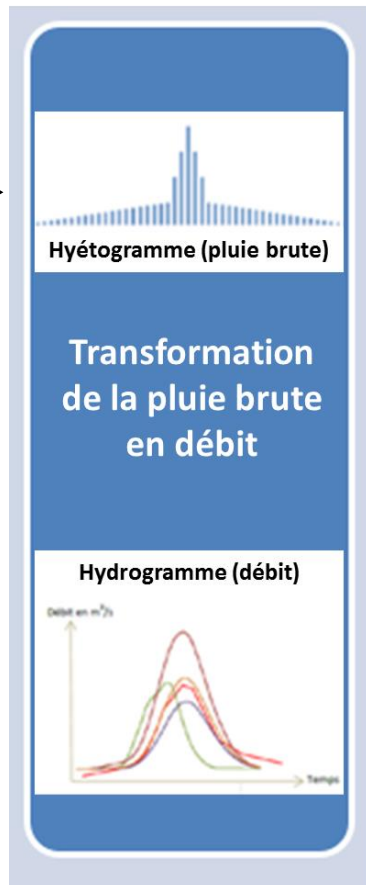 Hyétogramme (pluie brute)
Transformation
de la pluie brute
en débit
Hydrogramme (débit)
Débit en m³/s
Temps